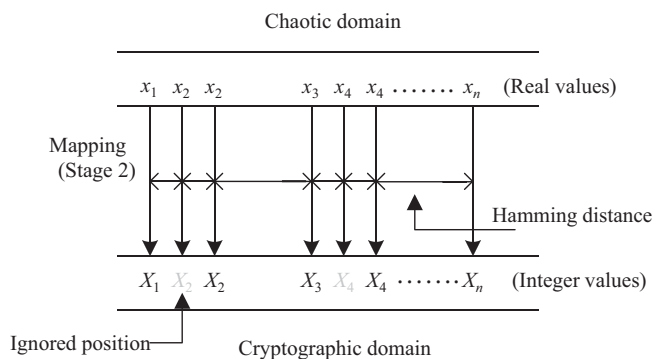 Chaotic domain
x1 x2 x2 x3 x4 x4 ....... xn (Real values)
Mapping
(Stage 2)
Hamming distance
X1 X2 X2 X3 X4 X4 ....... Xn (Integer values)
Ignored position
Cryptographic domain